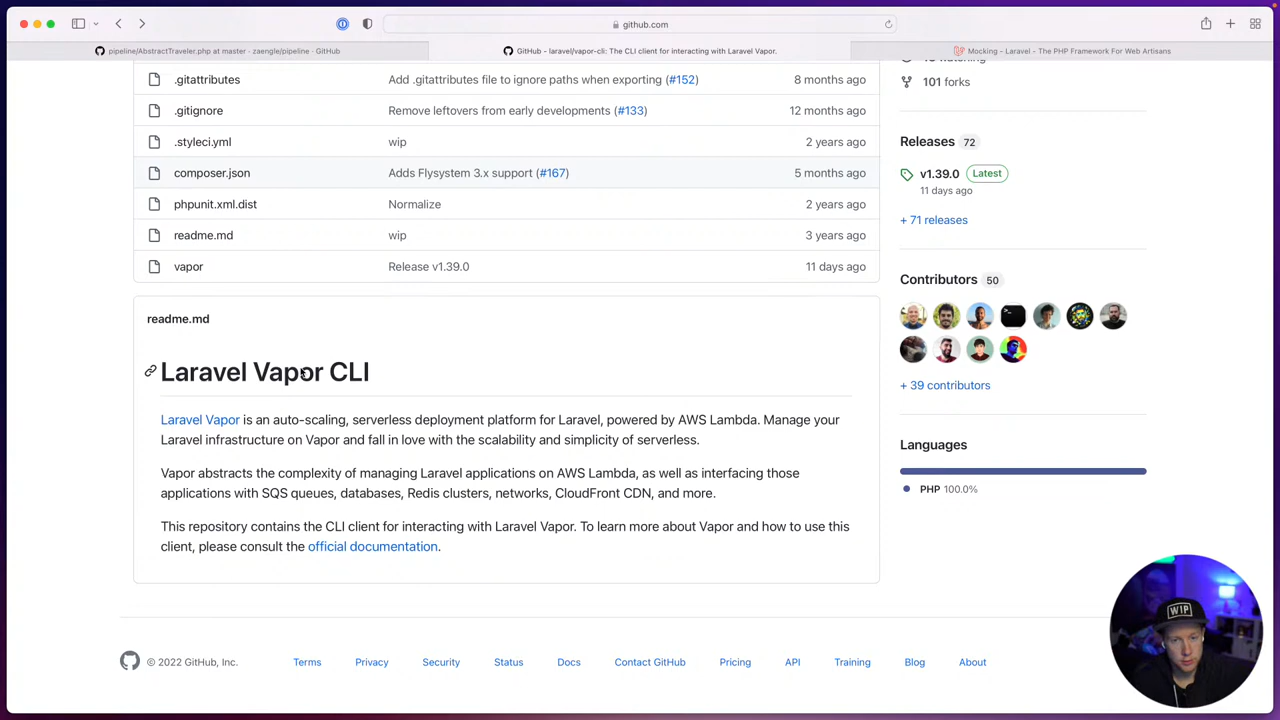 github.com
pipeline/AbstractTraveler.php at master · zaengle/pipeline · GitHub
GitHub - laravel/vapor-cli: The CLI client for interacting with Laravel Vapor.
Mocking - Laravel - The PHP Framework For Web Artisans
.gitattributes Add .gitattributes file to ignore paths when exporting (#152) 8 months ago
.gitignore Remove leftovers from early developments (#133) 12 months ago
.styleci.yml wip 2 years ago
composer.json Adds Flysystem 3.x support (#167) 5 months ago
phpunit.xml.dist Normalize 2 years ago
readme.md wip 3 years ago
vapor Release v1.39.0 11 days ago
readme.md
Laravel Vapor CLI
Laravel Vapor is an auto-scaling, serverless deployment platform for Laravel, powered by AWS Lambda. Manage your
Laravel infrastructure on Vapor and fall in love with the scalability and simplicity of serverless.
Vapor abstracts the complexity of managing Laravel applications on AWS Lambda, as well as interfacing those
applications with SQS queues, databases, Redis clusters, networks, CloudFront CDN, and more.
This repository contains the CLI client for interacting with Laravel Vapor. To learn more about Vapor and how to use this
client, please consult the official documentation.
101 forks
Releases 72
v1.39.0 Latest
11 days ago
+ 71 releases
Contributors 50
+ 39 contributors
Languages
PHP 100.0%
© 2022 GitHub, Inc.
Terms
Privacy
Security
Status
Docs
Contact GitHub
Pricing
API
Training
Blog
About
WIP